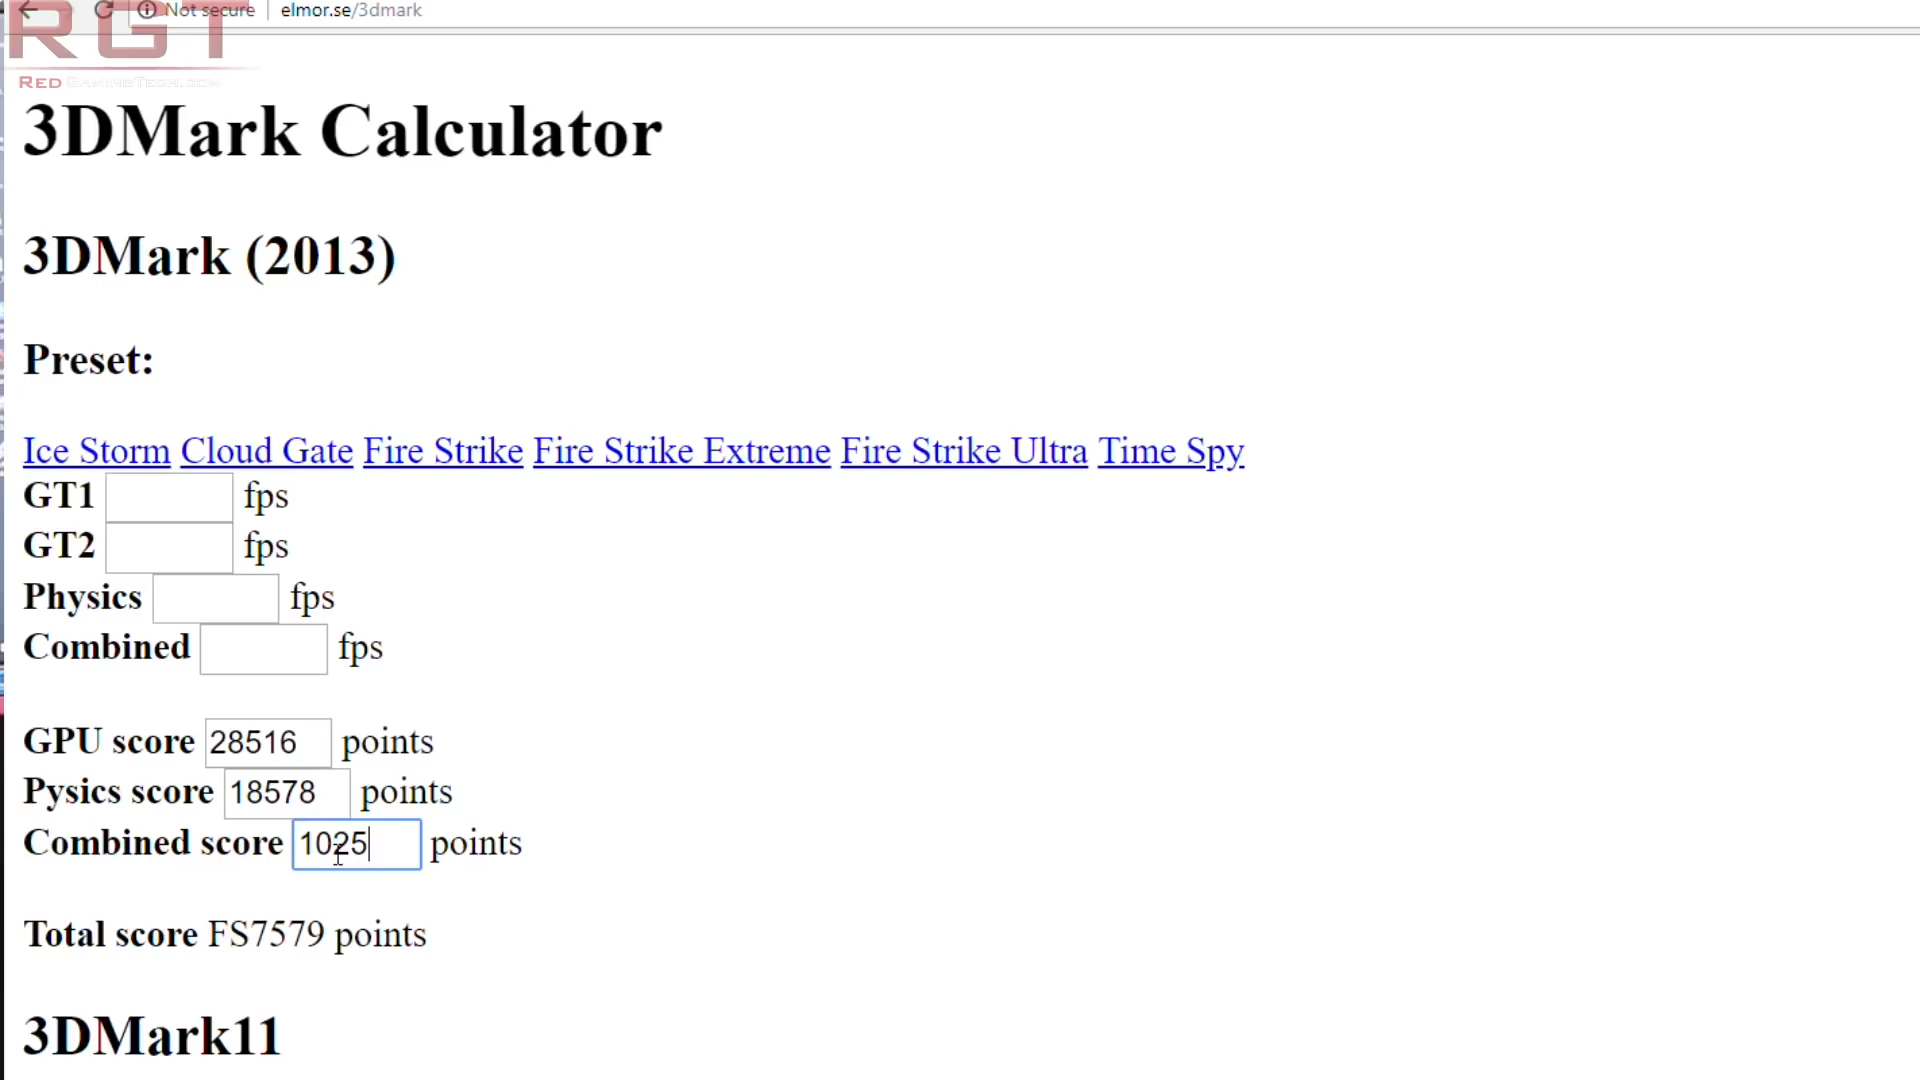 Not secure elmor.se/3dmark
RGT
REDGAMINGTECH.COM
3DMark Calculator
3DMark (2013)
Preset:
Ice Storm Cloud Gate Fire Strike Fire Strike Extreme Fire Strike Ultra Time Spy
GT1 fps
GT2 fps
Physics fps
Combined fps
GPU score 28516 points
Pysics score 18578 points
Combined score 1025 points
Total score FS7579 points
3DMark11